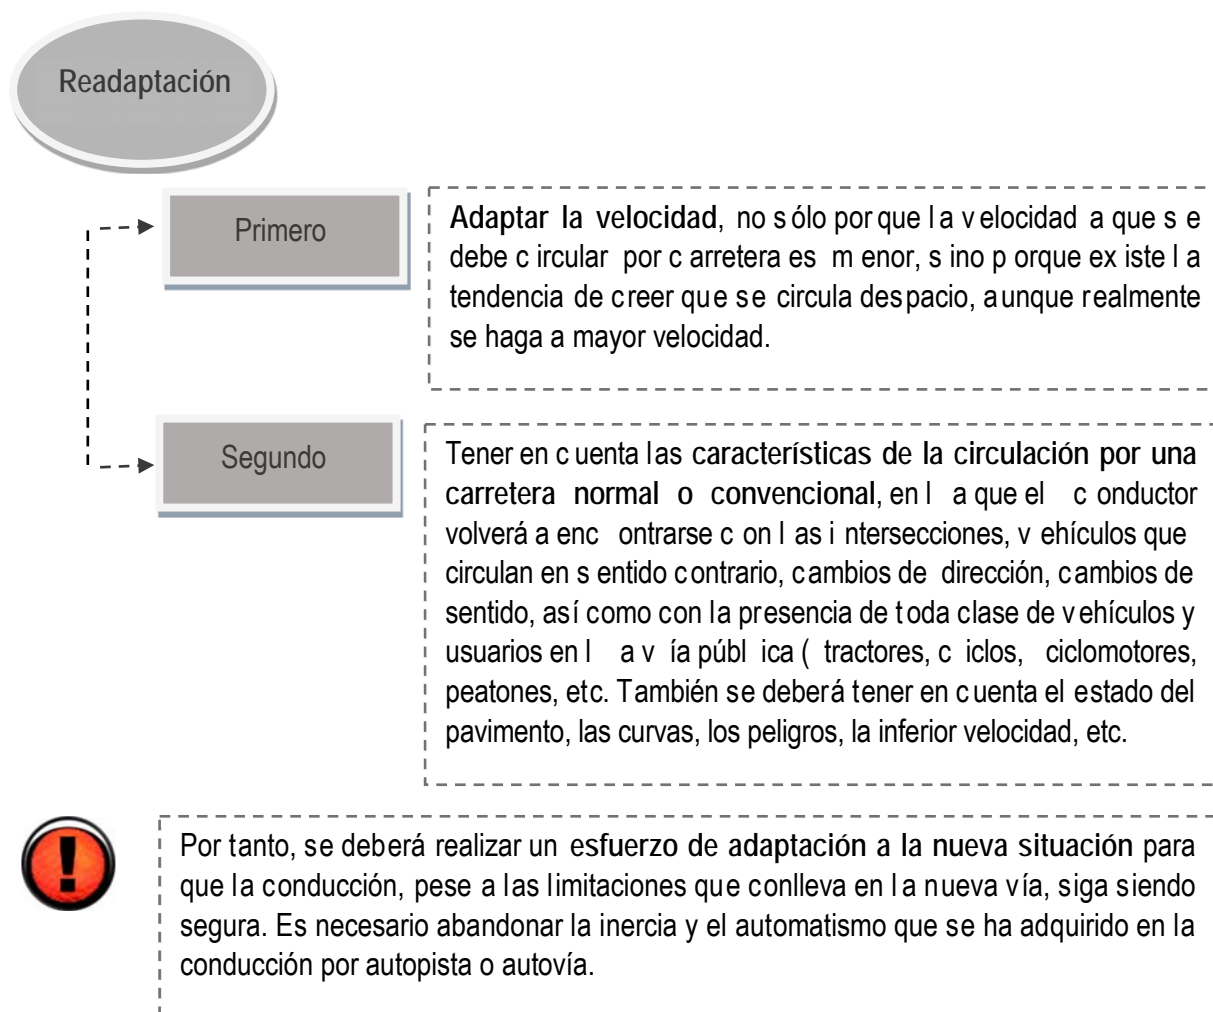 Readaptación
Primero
Adaptar la velocidad, no sólo porque la velocidad a que se
debe circular por carretera es menor, sino porque existe la
tendencia de creer que se circula despacio, aunque realmente
se haga a mayor velocidad.
Segundo
Tener en cuenta las características de la circulación por una
carretera normal o convencional, en la que el conductor
volverá a encontrarse con las intersecciones, vehículos que
circulan en sentido contrario, cambios de dirección, cambios de
sentido, así como con la presencia de toda clase de vehículos y
usuarios en la vía pública ( tractores, ciclos, ciclomotores,
peatones, etc. También se deberá tener en cuenta el estado del
pavimento, las curvas, los peligros, la inferior velocidad, etc.
Por tanto, se deberá realizar un esfuerzo de adaptación a la nueva situación para
que la conducción, pese a las limitaciones que conlleva en la nueva vía, siga siendo
segura. Es necesario abandonar la inercia y el automatismo que se ha adquirido en la
conducción por autopista o autovía.